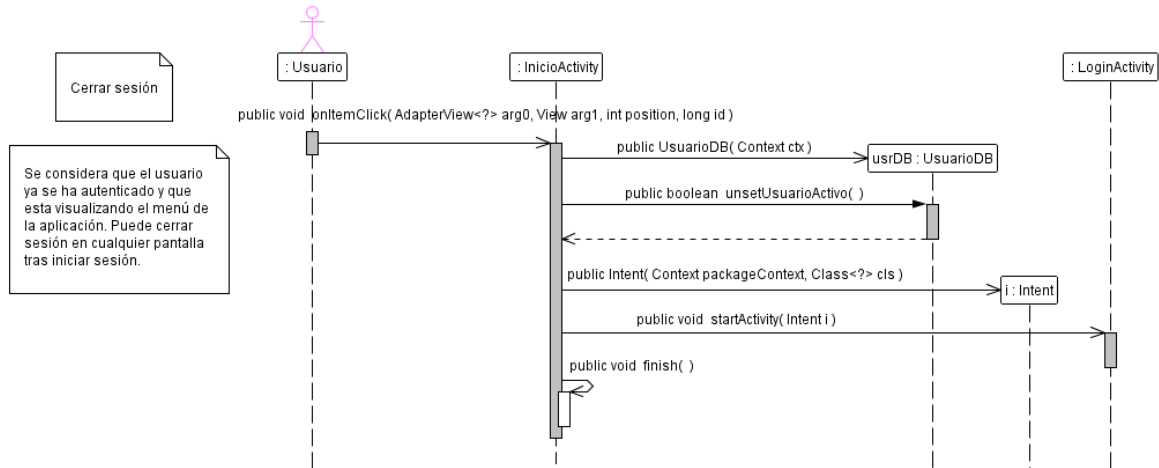 : Usuario
: InicioActivity
: LoginActivity
Cerrar sesión
public void  onItemClick( AdapterView<?> arg0, View arg1, int position, long id )
public UsuarioDB( Context ctx )
usrDB : UsuarioDB
Se considera que el usuario
ya se ha autenticado y que
esta visualizando el menú de
la aplicación. Puede cerrar
sesión en cualquier pantalla
tras iniciar sesión.
public boolean  unsetUsuarioActivo(  )
public Intent( Context packageContext, Class<?> cls )
i : Intent
public void  startActivity( Intent i )
public void  finish(  )